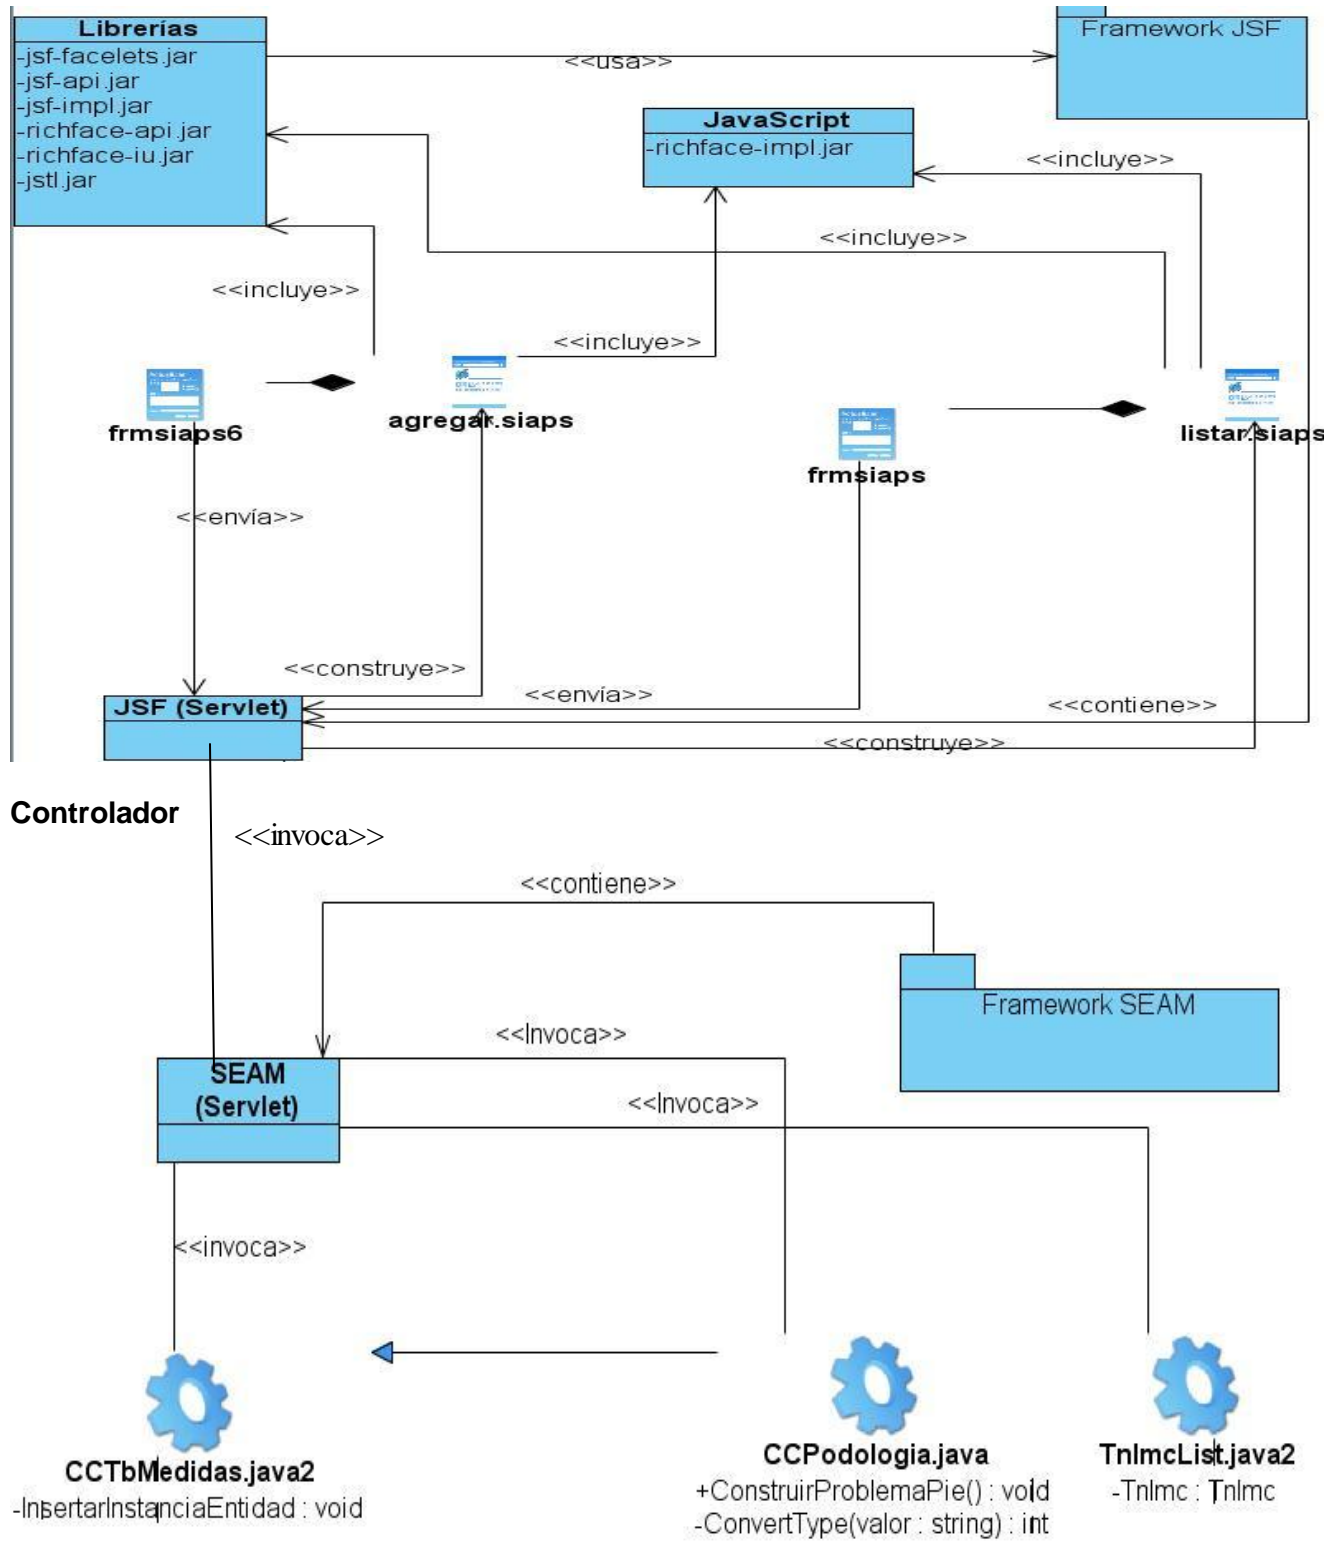 Librerías
-jsf-facelets.jar
-jsf-api.jar
-jsf-impl.jar
-richface-api.jar
-richface-iu.jar
-jstl.jar
<<usa>>
Framework JSF
JavaScript
-richface-impl.jar
<<incluye>>
<<incluye>>
<<incluye>>
<<incluye>>
frmsiaps6
agregar.siaps
frmsiaps
listar.siaps
<<envía>>
<<construye>>
<<envía>>
<<contiene>>
<<construye>>
JSF (Servlet)
Controlador
<<invoca>>
<<contiene>>
Framework SEAM
<<Invoca>>
SEAM
(Servlet)
<<Invoca>>
<<invoca>>
CCTbMedidas.java2
-InsertarInstanciaEntidad : void
CCPodologia.java
+ConstruirProblemaPie() : void
-ConvertType(valor : string) : int
TnImcList.java2
-TnImc : TnImc